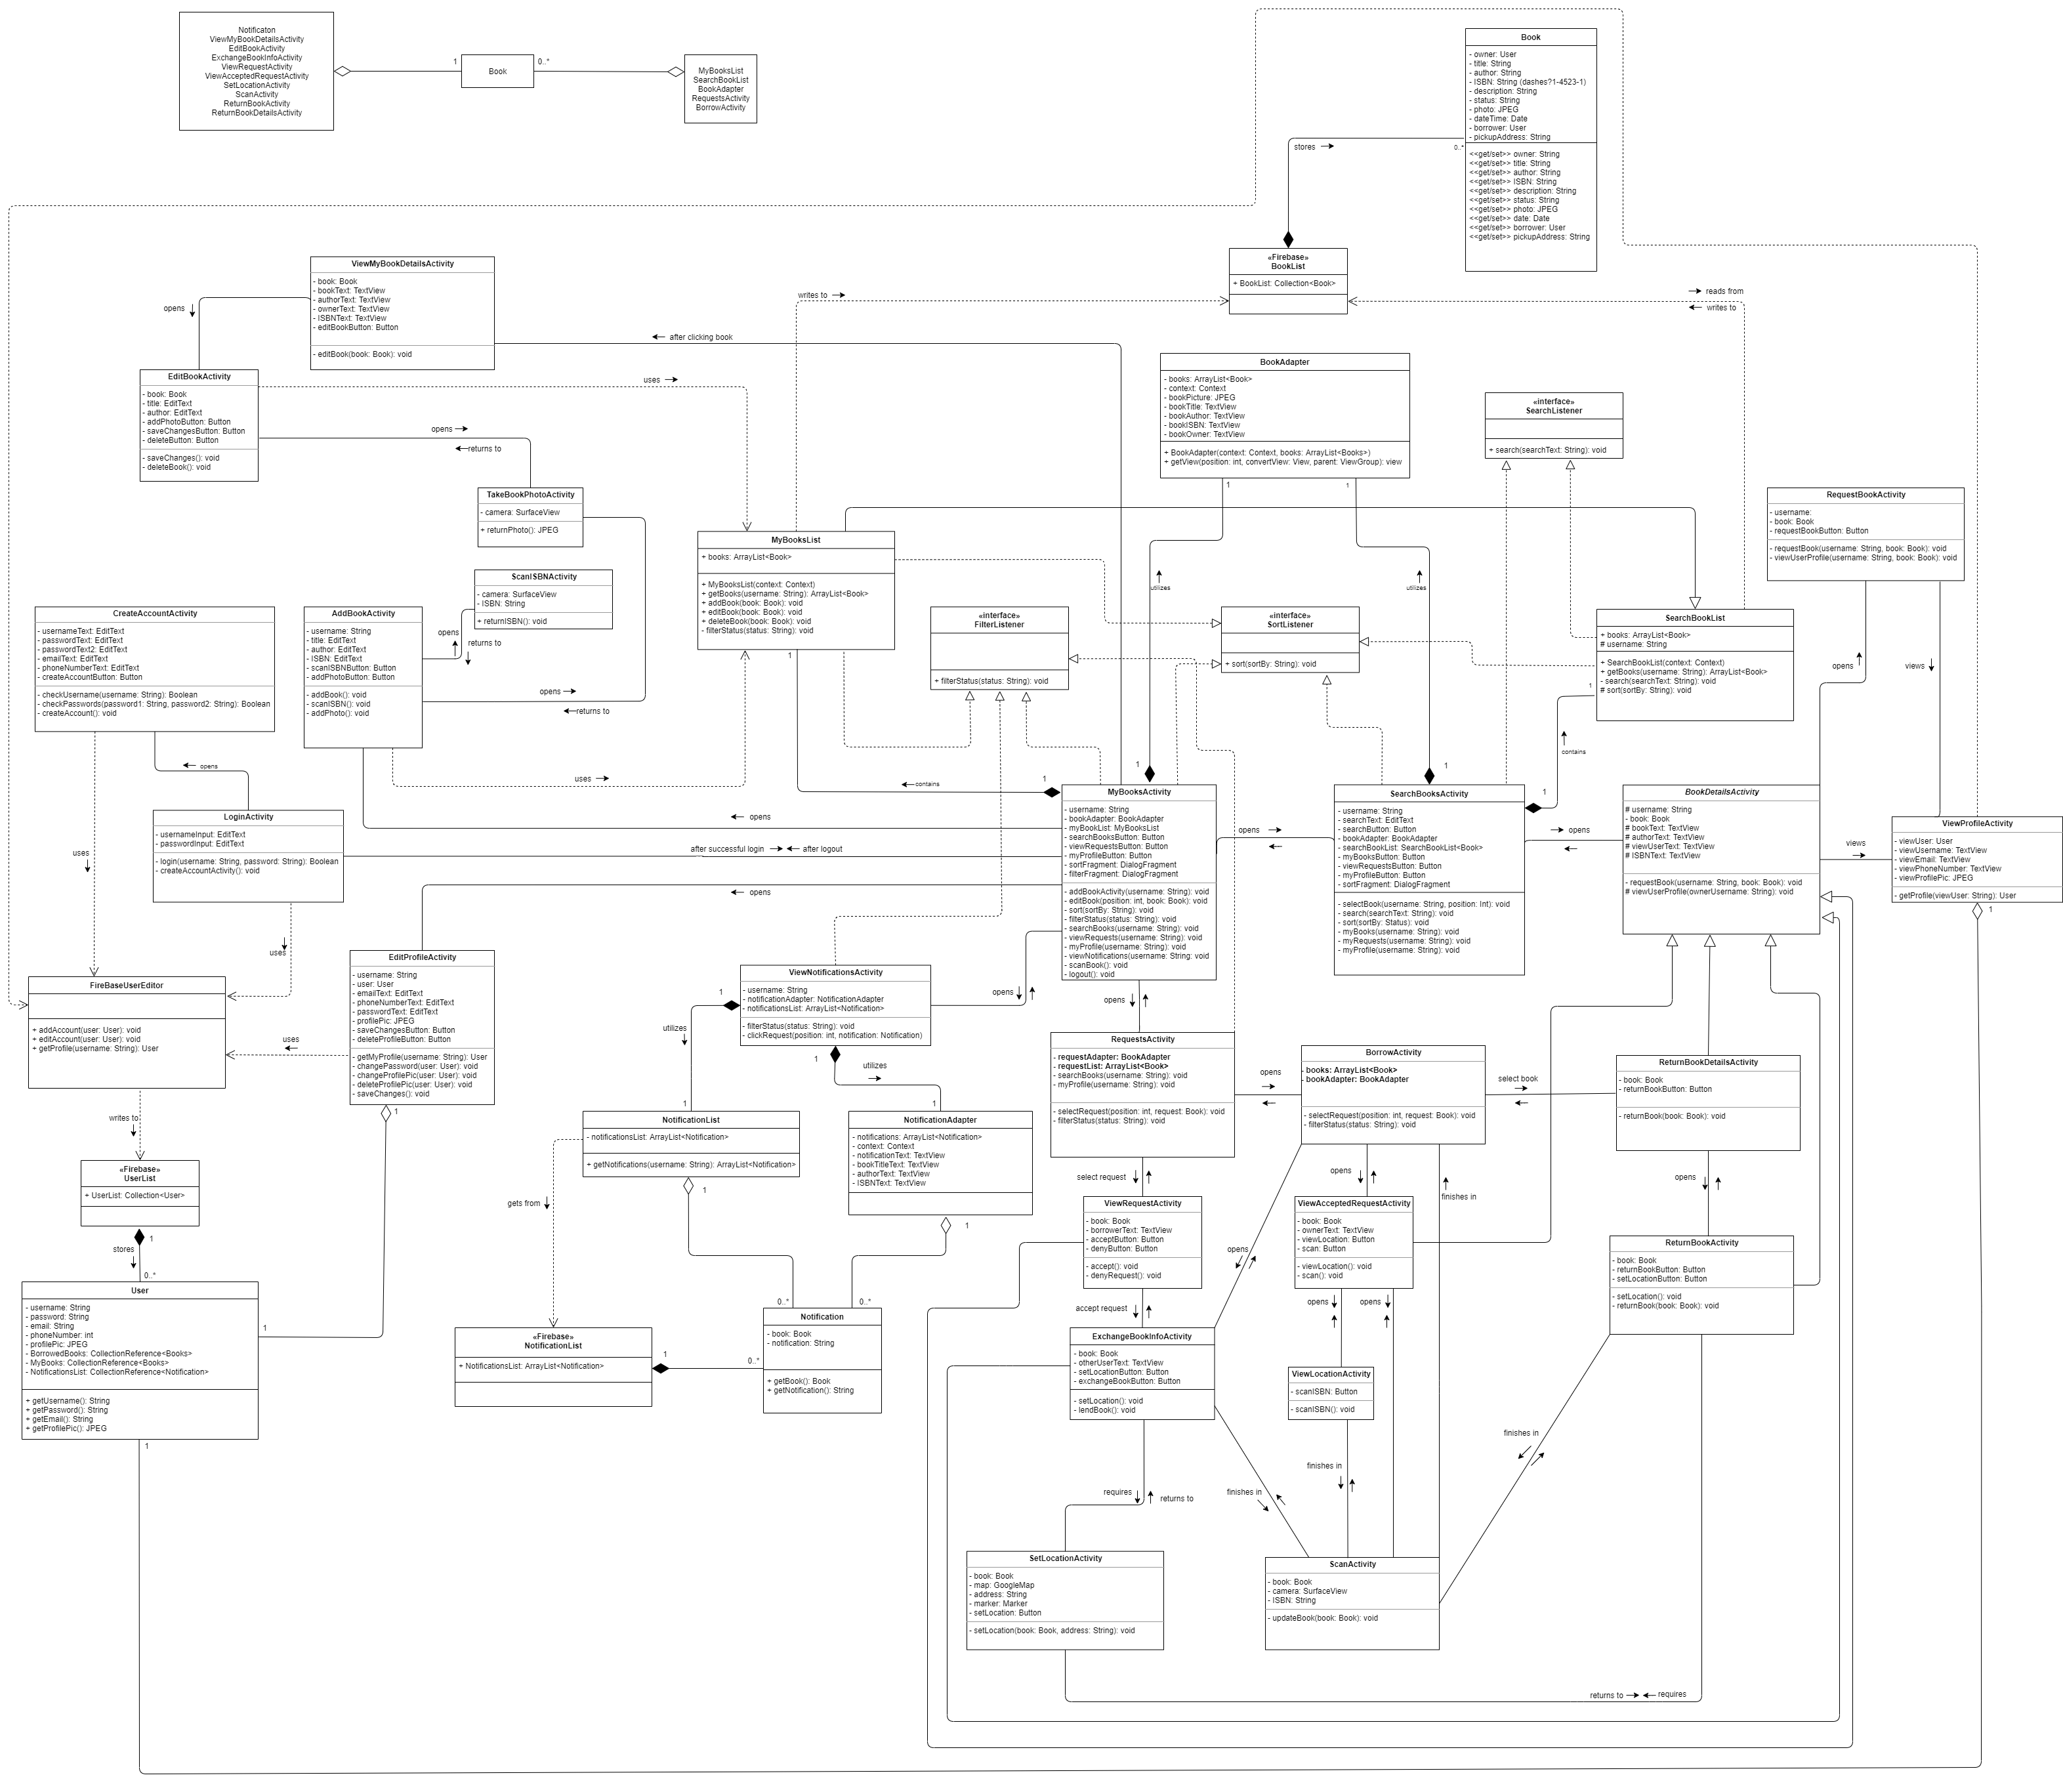 Notificaton
ViewMyBookDetailsActivity
EditBookActivity
ExchangeBookInfoActivity
ViewRequestActivity
ViewAcceptedRequestActivity
SetLocationActivity
ScanActivity
ReturnBookActivity
ReturnBookDetailsActivity
1
Book
0..*
MyBooksList
SearchBookList
BookAdapter
RequestsActivity
BorrowActivity
Book
- owner: User
- title: String
- author: String
- ISBN: String (dashes?1-4523-1)
- description: String
- status: String
- photo: JPEG
- dateTime: Date
- borrower: User
- pickupAddress: String
<<get/set>> owner: String
<<get/set>> title: String
<<get/set>> author: String
<<get/set>> ISBN: String
<<get/set>> description: String
<<get/set>> status: String
<<get/set>> photo: JPEG
<<get/set>> date: Date
<<get/set>> borrower: User
<<get/set>> pickupAddress: String
stores
0..*
«Firebase»
BookList
+ BookList: Collection<Book>
writes to
reads from
writes to
ViewMyBookDetailsActivity
- book: Book
- bookText: TextView
- authorText: TextView
- ownerText: TextView
- ISBNText: TextView
- editBookButton: Button
- editBook(book: Book): void
opens
after clicking book
EditBookActivity
- book: Book
- title: EditText
- author: EditText
- addPhotoButton: Button
- saveChangesButton: Button
- deleteButton: Button
- saveChanges(): void
- deleteBook(): void
uses
opens
returns to
BookAdapter
- books: ArrayList<Book>
- context: Context
- bookPicture: JPEG
- bookTitle: TextView
- bookAuthor: TextView
- bookISBN: TextView
- bookOwner: TextView
+ BookAdapter(context: Context, books: ArrayList<Books>)
+ getView(position: int, convertView: View, parent: ViewGroup): view
1
1
«interface»
SearchListener
+ search(searchText: String): void
TakeBookPhotoActivity
- camera: SurfaceView
+ returnPhoto(): JPEG
RequestBookActivity
- username:
- book: Book
- requestBookButton: Button
- requestBook(username: String, book: Book): void
- viewUserProfile(username: String, book: Book): void
MyBooksList
+ books: ArrayList<Book>
+ MyBooksList(context: Context)
+ getBooks(username: String): ArrayList<Book>
+ addBook(book: Book): void
+ editBook(book: Book): void
+ deleteBook(book: Book): void
- filterStatus(status: String): void
1
ScanISBNActivity
- camera: SurfaceView
- ISBN: String
+ returnISBN(): void
utilizes
utilizes
CreateAccountActivity
- usernameText: EditText
- passwordText: EditText
- passwordText2: EditText
- emailText: EditText
- phoneNumberText: EditText
- createAccountButton: Button
- checkUsername(username: String): Boolean
- checkPasswords(password1: String, password2: String): Boolean
- createAccount(): void
AddBookActivity
- username: String
- title: EditText
- author: EditText
- ISBN: EditText
- scanISBNButton: Button
- addPhotoButton: Button
- addBook(): void
- scanISBN(): void
- addPhoto(): void
opens
returns to
opens
returns to
«interface»
FilterListener
+ filterStatus(status: String): void
«interface»
SortListener
+ sort(sortBy: String): void
SearchBookList
+ books: ArrayList<Book>
# username: String
+ SearchBookList(context: Context)
+ getBooks(username: String): ArrayList<Book>
- search(searchText: String): void
# sort(sortBy: String): void
1
contains
opens
views
opens
uses
contains
1
1
1
1
LoginActivity
- usernameInput: EditText
- passwordInput: EditText
- login(username: String, password: String): Boolean
- createAccountActivity(): void
uses
uses
opens
after successful login
after logout
opens
MyBooksActivity
- username: String
- bookAdapter: BookAdapter
- myBookList: MyBooksList
- searchBooksButton: Button
- viewRequestsButton: Button
- myProfileButton: Button
- sortFragment: DialogFragment
- filterFragment: DialogFragment
- addBookActivity(username: String): void
- editBook(position: int, book: Book): void
- sort(sortBy: String): void
- filterStatus(status: String): void
- searchBooks(username: String): void
- viewRequests(username: String): void
- myProfile(username: String): void
- viewNotifications(username: String: void
- scanBook(): void
- logout(): void
opens
SearchBooksActivity
- username: String
- searchText: EditText
- searchButton: Button
- bookAdapter: BookAdapter
- searchBookList: SearchBookList<Book>
- myBooksButton: Button
- viewRequestsButton: Button
- myProfileButton: Button
- sortFragment: DialogFragment
- selectBook(username: String, position: Int): void
- search(searchText: String): void
- sort(sortBy: Status): void
- myBooks(username: String): void
- myRequests(username: String): void
- myProfile(username: String): void
opens
BookDetailsActivity
# username: String
- book: Book
# bookText: TextView
# authorText: TextView
# viewUserText: TextView
# ISBNText: TextView
- requestBook(username: String, book: Book): void
# viewUserProfile(ownerUsername: String): void
views
ViewProfileActivity
- viewUser: User
- viewUsername: TextView
- viewEmail: TextView
- viewPhoneNumber: TextView
- viewProfilePic: JPEG
- getProfile(viewUser: String): User
1
FireBaseUserEditor
+ addAccount(user: User): void
+ editAccount(user: User): void
+ getProfile(username: String): User
uses
writes to
EditProfileActivity
- username: String
- user: User
- emailText: EditText
- phoneNumberText: EditText
- passwordText: EditText
- profilePic: JPEG
- saveChangesButton: Button
- deleteProfileButton: Button
- getMyProfile(username: String): User
- changePassword(user: User): void
- changeProfilePic(user: User): void
- deleteProfilePic(user: User): void
- saveChanges(): void
1
ViewNotificationsActivity
- username: String
- notificationAdapter: NotificationAdapter
- notificationsList: ArrayList<Notification>
- filterStatus(status: String): void
- clickRequest(position: int, notification: Notification)
1
utilizes
1
utilizes
1
1
opens
opens
RequestsActivity
- requestAdapter: BookAdapter
- requestList: ArrayList<Book>
- searchBooks(username: String): void
- myProfile(username: String): void
- selectRequest(position: int, request: Book): void
- filterStatus(status: String): void
opens
BorrowActivity
- books: ArrayList<Book>
- bookAdapter: BookAdapter
- selectRequest(position: int, request: Book): void
- filterStatus(status: String): void
select book
ReturnBookDetailsActivity
- book: Book
- returnBookButton: Button
- returnBook(book: Book): void
NotificationList
- notificationsList: ArrayList<Notification>
+ getNotifications(username: String): ArrayList<Notification>
1
NotificationAdapter
- notifications: ArrayList<Notification>
- context: Context
- notificationText: TextView
- bookTitleText: TextView
- authorText: TextView
- ISBNText: TextView
1
gets from
«Firebase»
UserList
+ UserList: Collection<User>
1
stores
0..*
select request
opens
finishes in
opens
ViewRequestActivity
- book: Book
- borrowerText: TextView
- acceptButton: Button
- denyButton: Button
- accept(): void
- denyRequest(): void
accept request
opens
ViewAcceptedRequestActivity
- book: Book
- ownerText: TextView
- viewLocation: Button
- scan: Button
- viewLocation(): void
- scan(): void
opens
opens
ReturnBookActivity
- book: Book
- returnBookButton: Button
- setLocationButton: Button
- setLocation(): void
- returnBook(book: Book): void
User
- username: String
- password: String
- email: String
- phoneNumber: int
- profilePic: JPEG
- BorrowedBooks: CollectionReference<Books>
- MyBooks: CollectionReference<Books>
- NotificationsList: CollectionReference<Notification>
+ getUsername(): String
+ getPassword(): String
+ getEmail(): String
+ getProfilePic(): JPEG
1
1
«Firebase»
NotificationList
+ NotificationsList: ArrayList<Notification>
1
0..*
0..*
0..*
Notification
- book: Book
- notification: String
+ getBook(): Book
+ getNotification(): String
ExchangeBookInfoActivity
- book: Book
- otherUserText: TextView
- setLocationButton: Button
- exchangeBookButton: Button
- setLocation(): void
- lendBook(): void
ViewLocationActivity
- scanISBN: Button
- scanISBN(): void
finishes in
finishes in
requires
returns to
finishes in
SetLocationActivity
- book: Book
- map: GoogleMap
- address: String
- marker: Marker
- setLocation: Button
- setLocation(book: Book, address: String): void
ScanActivity
- book: Book
- camera: SurfaceView
- ISBN: String
- updateBook(book: Book): void
returns to
requires